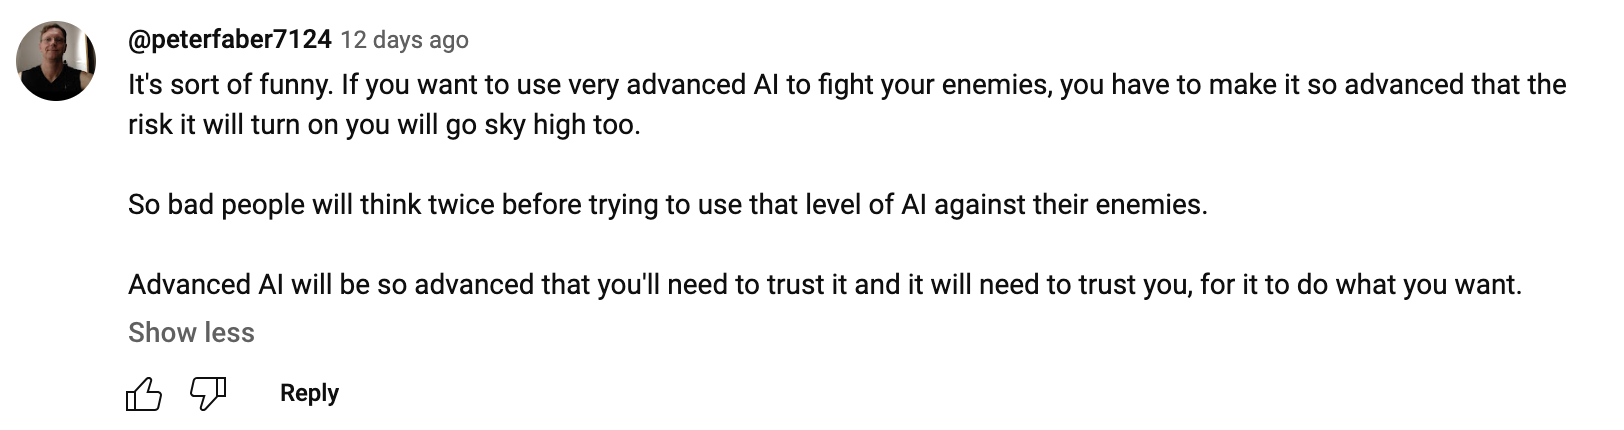 @peterfaber7124 12 days ago
It's sort of funny. If you want to use very advanced AI to fight your enemies, you have to make it so advanced that the
risk it will turn on you will go sky high too.
So bad people will think twice before trying to use that level of AI against their enemies.
Advanced AI will be so advanced that you'll need to trust it and it will need to trust you, for it to do what you want.
Show less
Reply